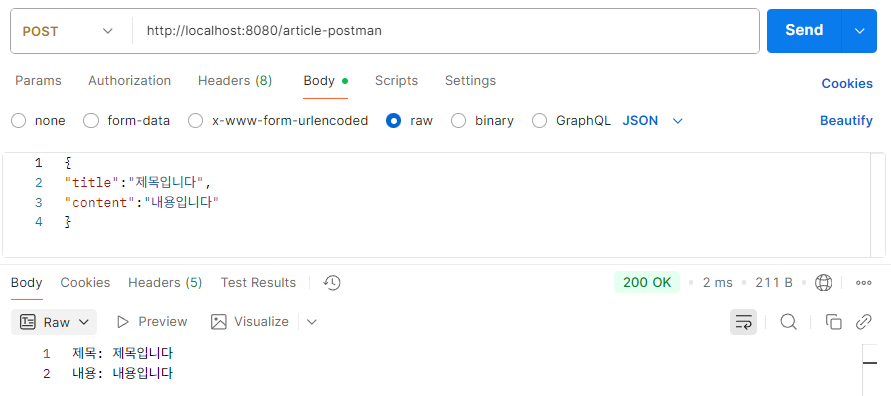 POST http://localhost:8080/article-postman Send
Params Authorization Headers (8) Body Scripts Settings Cookies
none form-data x-www-form-urlencoded raw binary GraphQL JSON Beautify
1 {
2 "title":"제목입니다",
3 "content":"내용입니다"
4 }
Body Cookies Headers (5) Test Results 200 OK 2 ms 211 B
Raw Preview Visualize
1 제목: 제목입니다
2 내용: 내용입니다